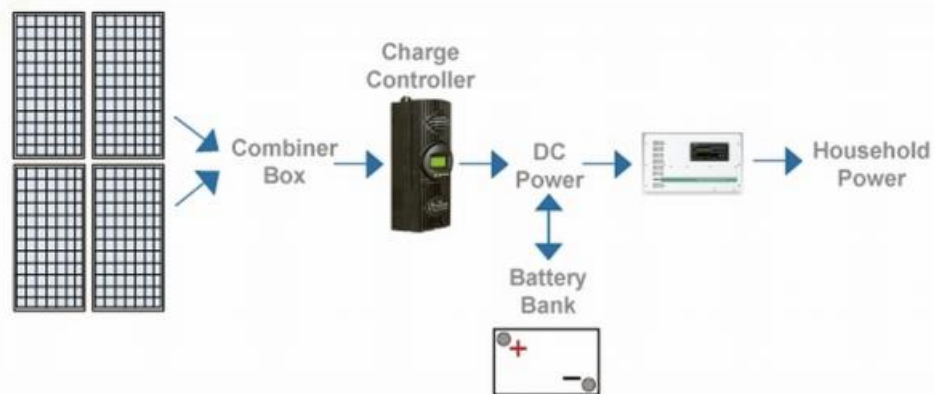 Charge
Controller
Combiner
Box
DC
Power
Household
Power
Battery
Bank
+
−